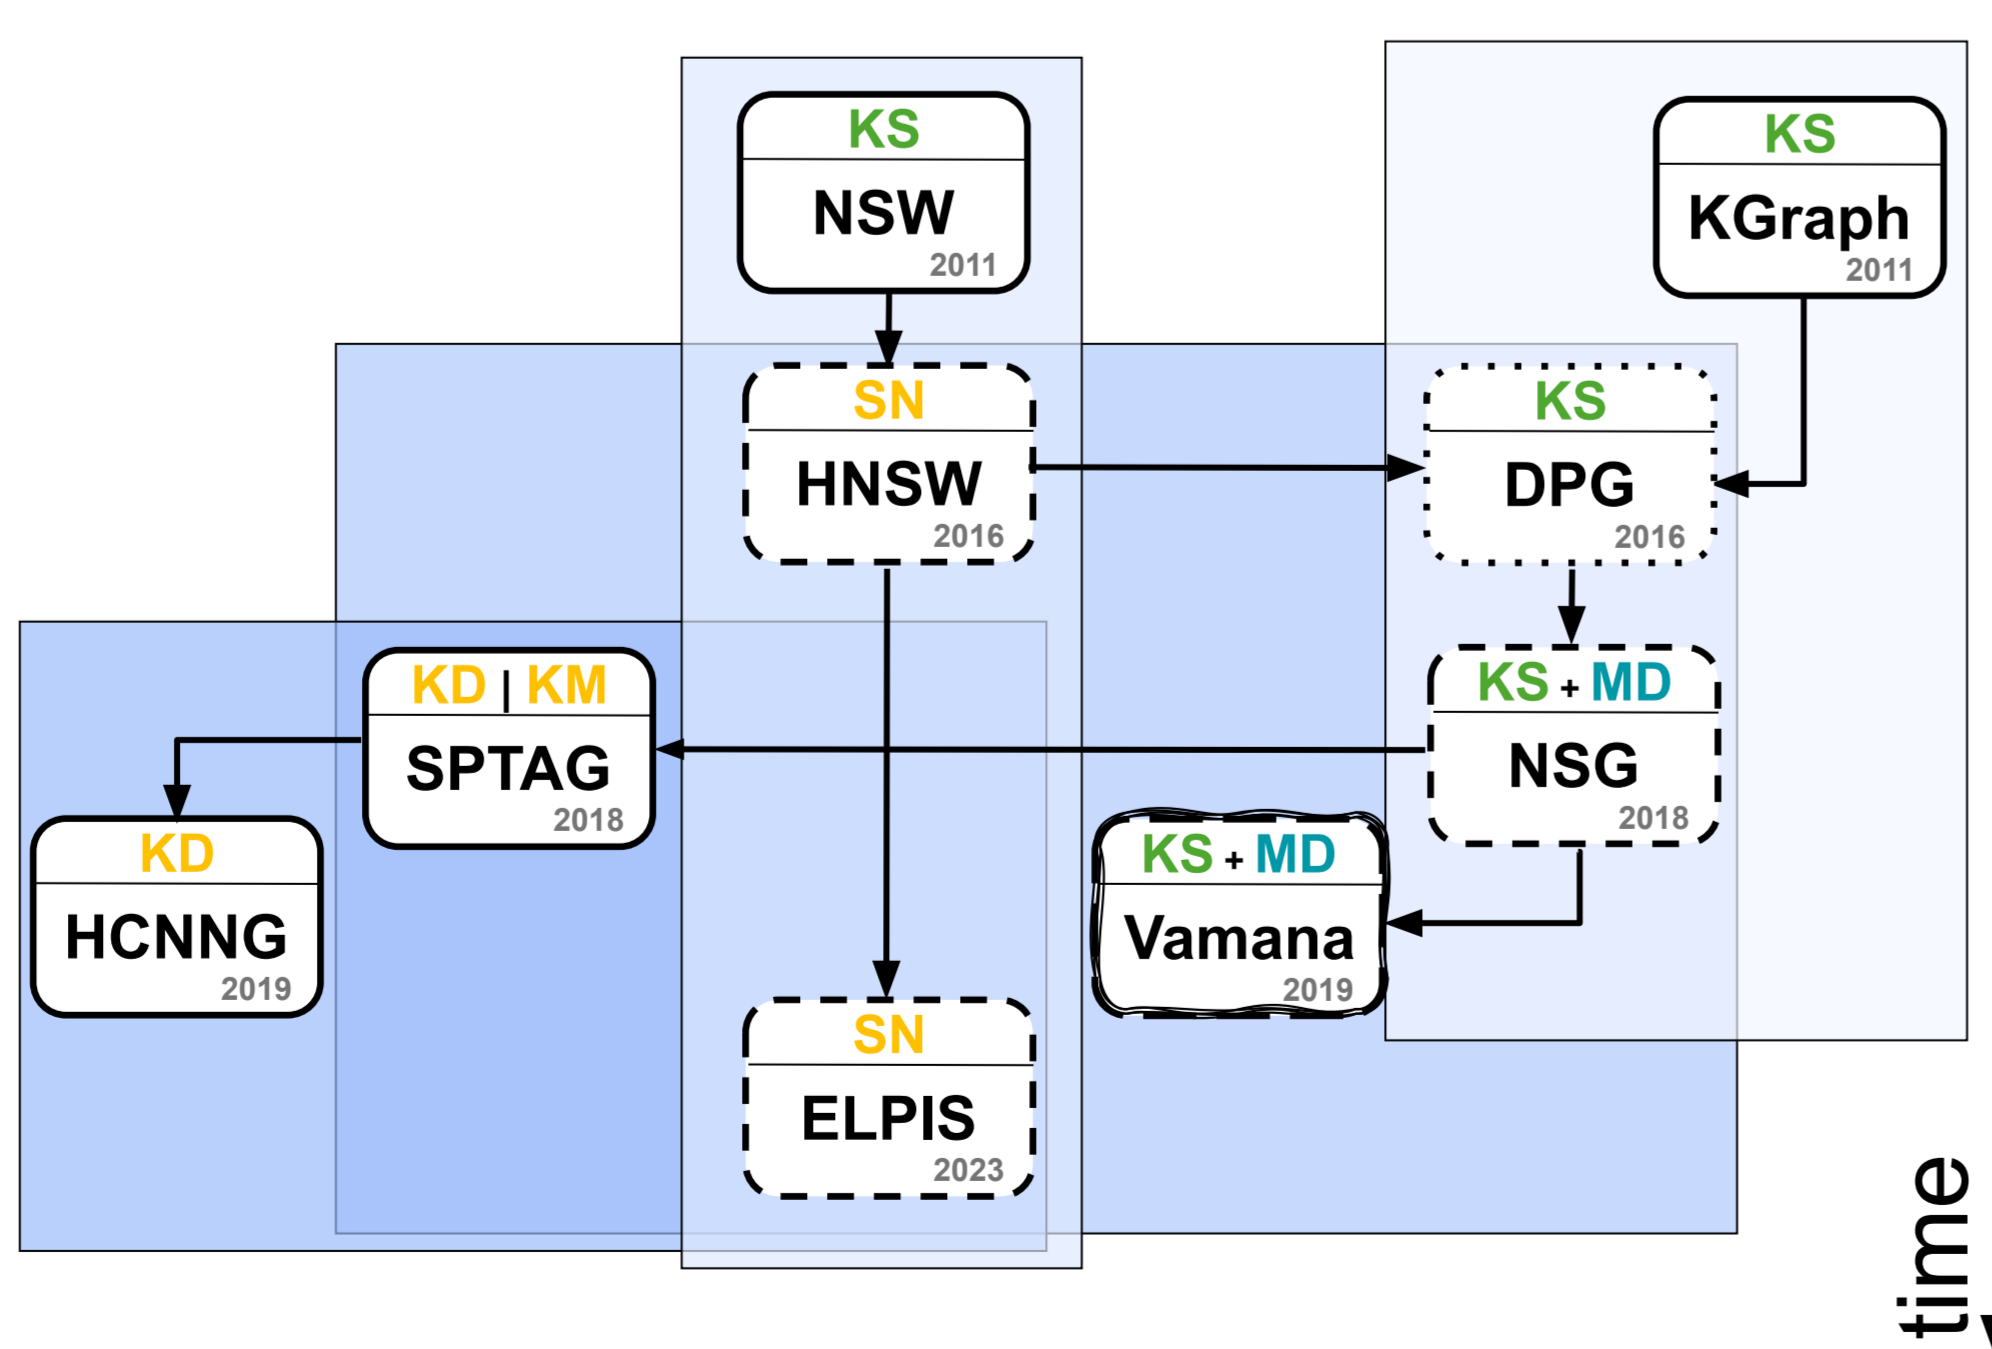 KS
NSW
2011
KS
KGraph
2011
SN
HNSW
2016
KS
DPG
2016
KD | KM
SPTAG
2018
KS + MD
NSG
2018
KD
HCNNG
2019
KS + MD
Vamana
2019
SN
ELPIS
2023
time